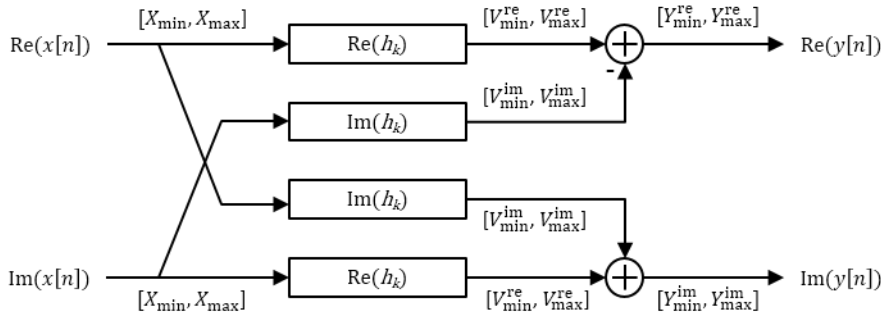 [X_min, X_max] [V_min^re, V_max^re] [Y_min^re, Y_max^re]
Re(x[n]) Re(h_k) + Re(y[n])
-
Im(h_k) [V_min^im, V_max^im]
Im(h_k) [V_min^im, V_max^im]
Im(x[n]) Re(h_k) + Im(y[n])
[X_min, X_max] [V_min^re, V_max^re] [Y_min^im, Y_max^im]